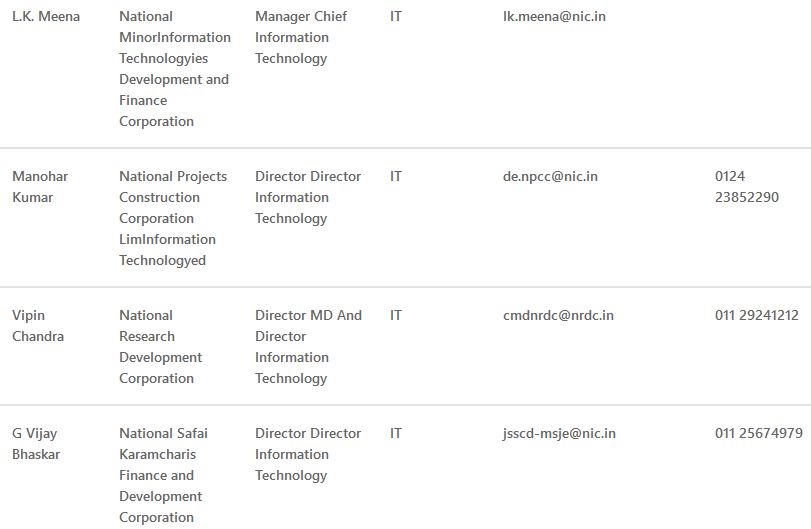 L.K. Meena
National
MinorInformation
Technologyies
Development and
Finance
Corporation
Manager Chief
Information
Technology
IT
lk.meena@nic.in
Manohar
Kumar
National Projects
Construction
Corporation
LimInformation
Technologyed
Director Director
Information
Technology
IT
de.npcc@nic.in
0124
23852290
Vipin
Chandra
National
Research
Development
Corporation
Director MD And
Director
Information
Technology
IT
cmdnrdc@nrdc.in
011 29241212
G Vijay
Bhaskar
National Safai
Karamcharis
Finance and
Development
Corporation
Director Director
Information
Technology
IT
jsscd-msje@nic.in
011 25674979